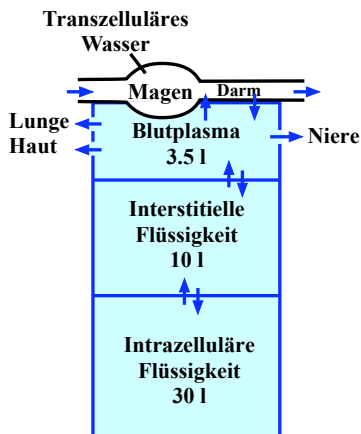 Transzelluläres
Wasser
Magen
Darm
Lunge
Haut
Blutplasma
3.5 l
Niere
Interstitielle
Flüssigkeit
10 l
Intrazelluläre
Flüssigkeit
30 l